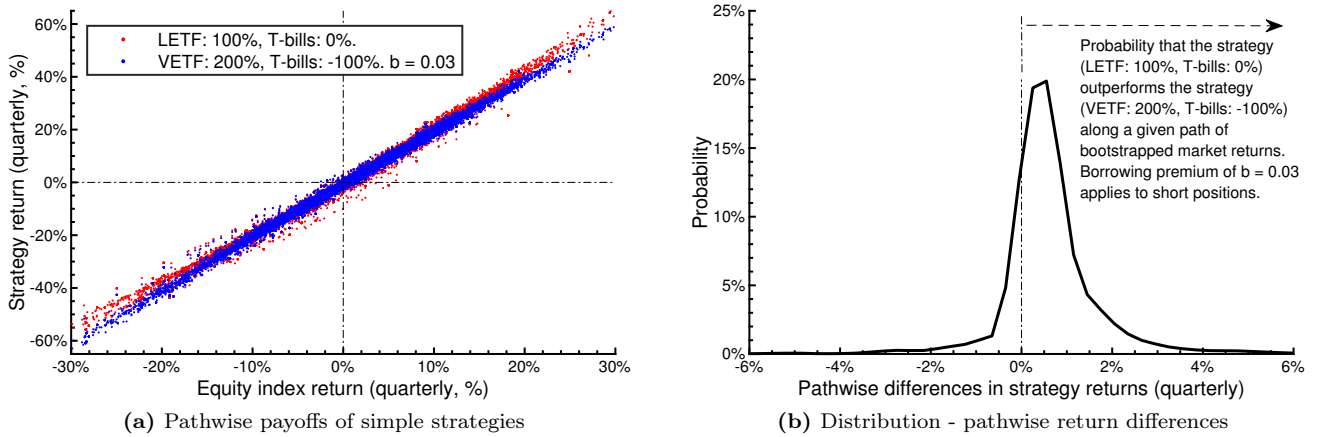 60%
40%
20%
0%
-20%
-40%
-60%
Strategy return (quarterly, %)
LETF: 100%, T-bills: 0%.
VETF: 200%, T-bills: -100%. b = 0.03
-30%
-20%
-10%
0%
10%
20%
30%
Equity index return (quarterly, %)
(a) Pathwise payoffs of simple strategies
25%
20%
15%
10%
5%
0%
Probability
Probability that the strategy
(LETF: 100%, T-bills: 0%)
outperforms the strategy
(VETF: 200%, T-bills: -100%)
along a given path of
bootstrapped market returns.
Borrowing premium of b = 0.03
applies to short positions.
-6%
-4%
-2%
0%
2%
4%
6%
Pathwise differences in strategy returns (quarterly)
(b) Distribution - pathwise return differences